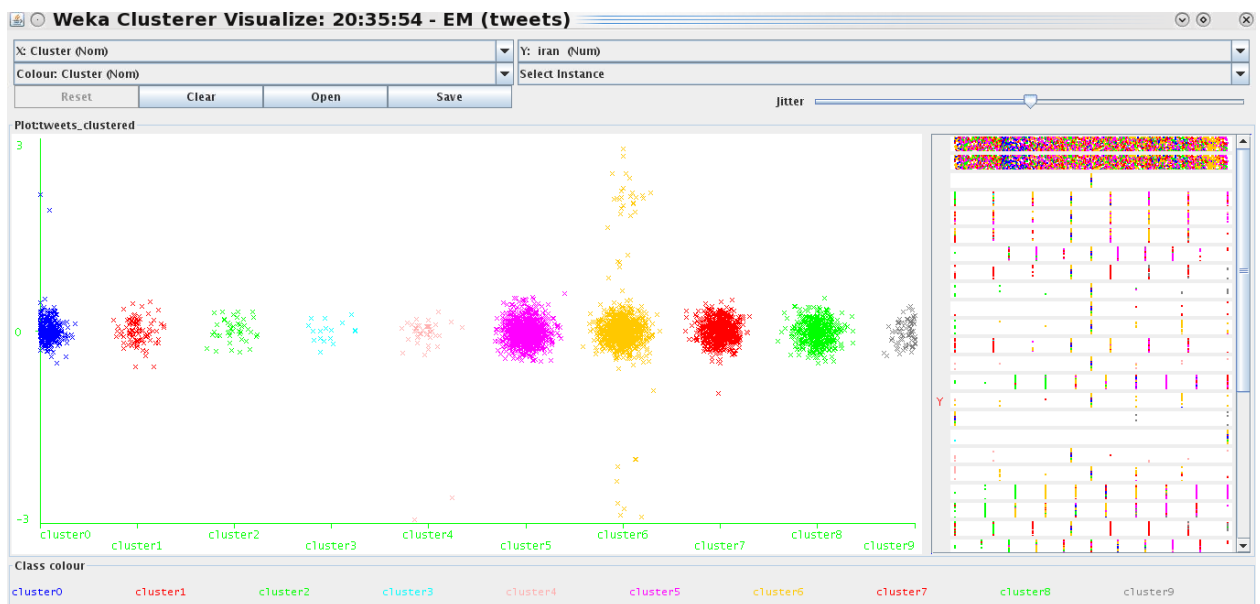 Weka Clusterer Visualize: 20:35:54 - EM (tweets)
X: Cluster (Nom) Y: iran (Num)
Colour: Cluster (Nom) Select Instance
Reset Clear Open Save Jitter
Plot:tweets_clustered
3
0
Y
-3
cluster0 cluster1 cluster2 cluster3 cluster4 cluster5 cluster6 cluster7 cluster8 cluster9
Class colour
cluster0 cluster1 cluster2 cluster3 cluster4 cluster5 cluster6 cluster7 cluster8 cluster9